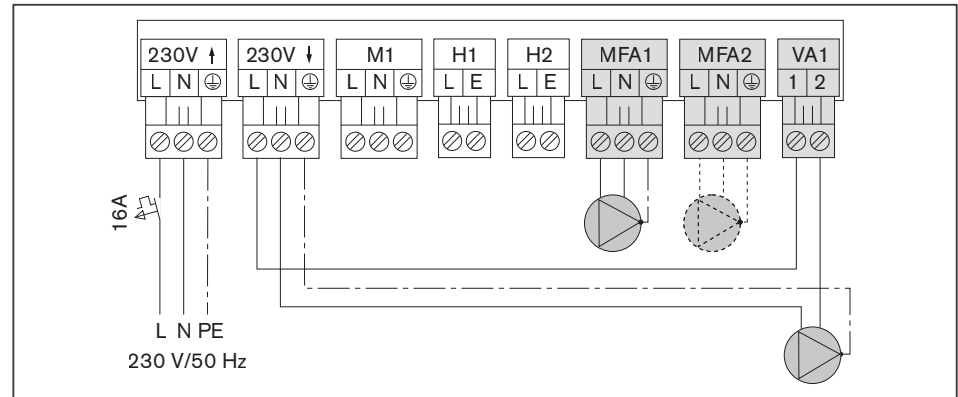 230V ↑ 230V ↓ M1 H1 H2 MFA1 MFA2 VA1
L N ⏚ L N ⏚ L N ⏚ L E L E L N ⏚ L N ⏚ 1 2
16A
L N PE
230 V/50 Hz